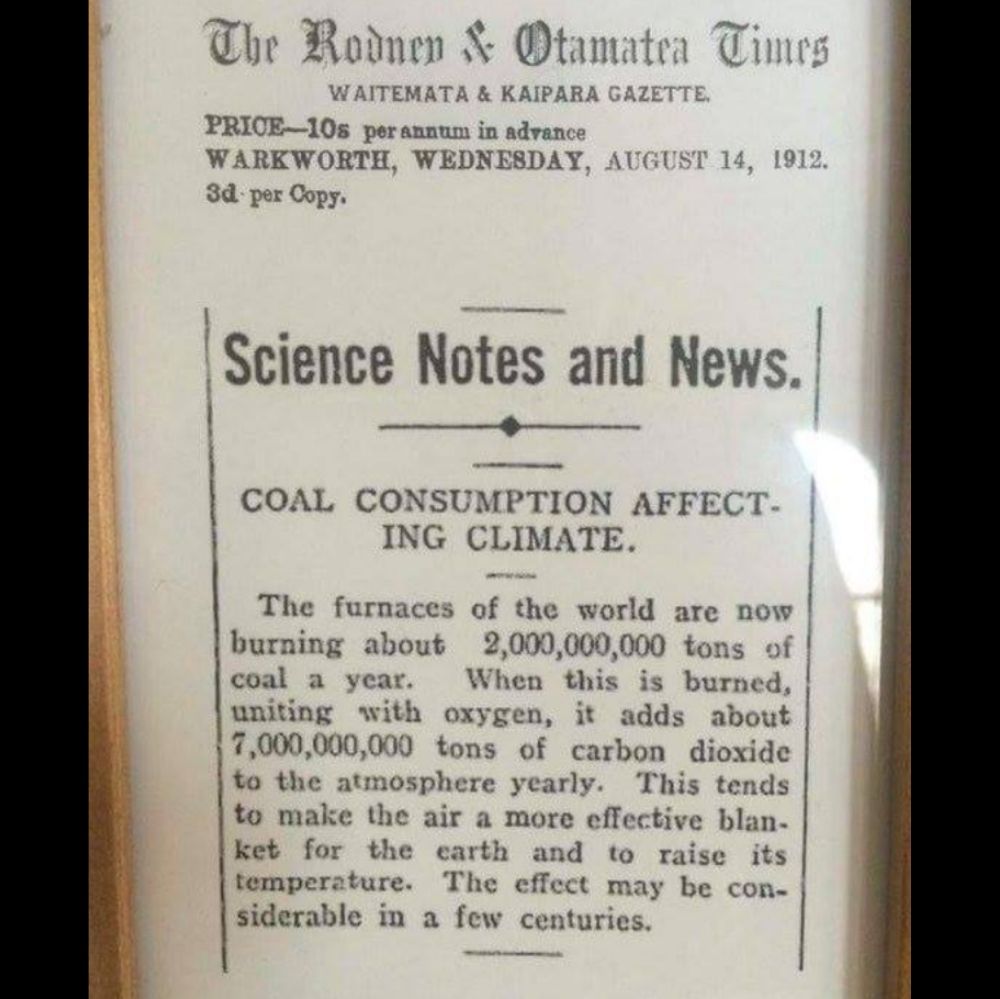 The Rodney & Otamatea Times
WAITEMATA & KAIPARA GAZETTE.
PRICE—10s per annum in advance
WARKWORTH, WEDNESDAY, AUGUST 14, 1912.
3d per Copy.
Science Notes and News.
COAL CONSUMPTION AFFECT-
ING CLIMATE.
The furnaces of the world are now
burning about 2,000,000,000 tons of
coal a year. When this is burned,
uniting with oxygen, it adds about
7,000,000,000 tons of carbon dioxide
to the atmosphere yearly. This tends
to make the air a more effective blan-
ket for the earth and to raise its
temperature. The effect may be con-
siderable in a few centuries.